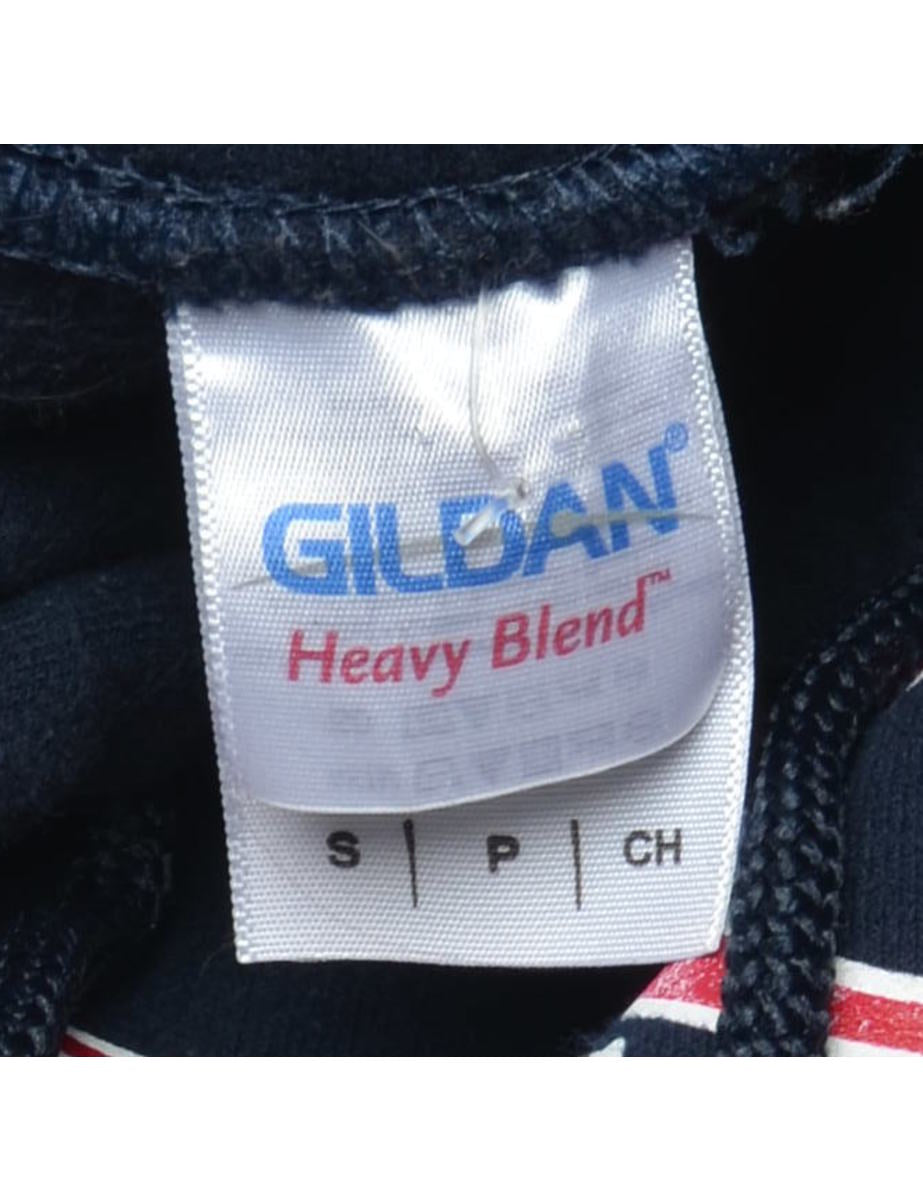 GILDAN®
Heavy Blend™
S | P | CH